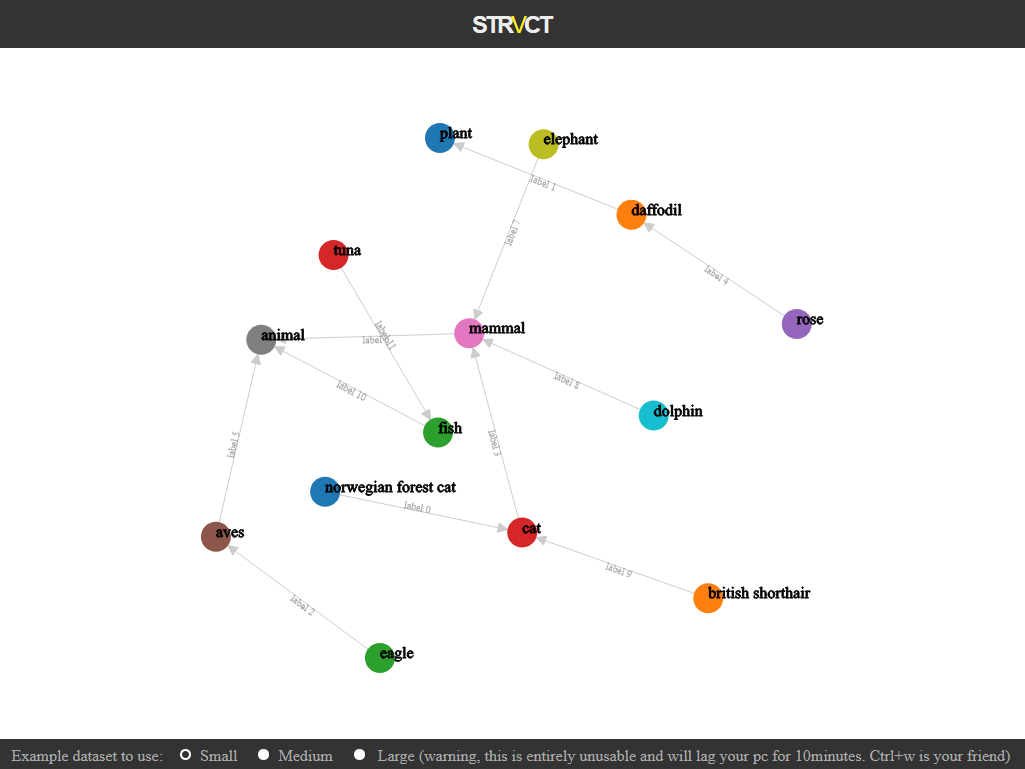 STRVCT
plant
elephant
label 1
daffodil
label 7
tuna
label 4
rose
mammal
animal
label 11
label 6
label 8
label 10
dolphin
fish
label 5
label 3
norwegian forest cat
label 0
cat
aves
label 9
british shorthair
label 2
eagle
Example dataset to use: Small Medium Large (warning, this is entirely unusable and will lag your pc for 10minutes. Ctrl+w is your friend)